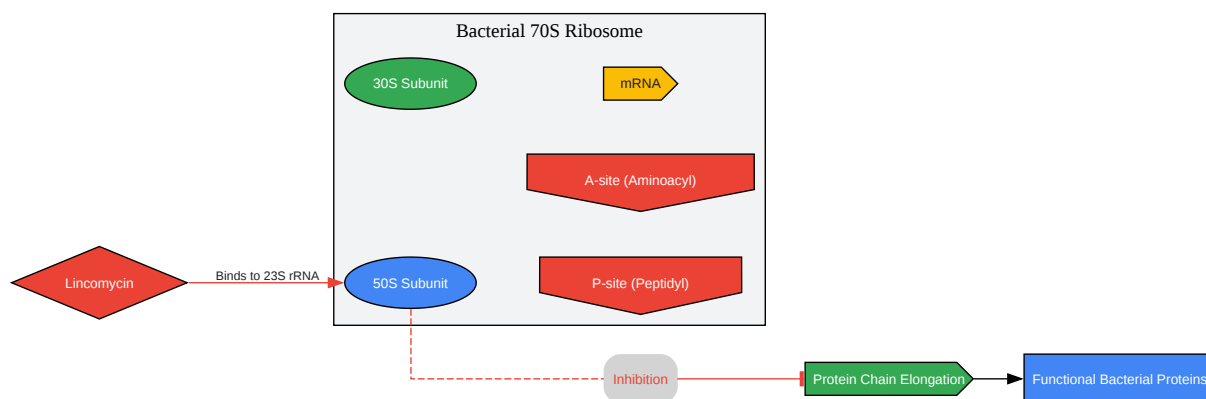 Bacterial 70S Ribosome
30S Subunit
mRNA
A-site (Aminoacyl)
Lincomycin
Binds to 23S rRNA
50S Subunit
P-site (Peptidyl)
Inhibition
Protein Chain Elongation
Functional Bacterial Proteins